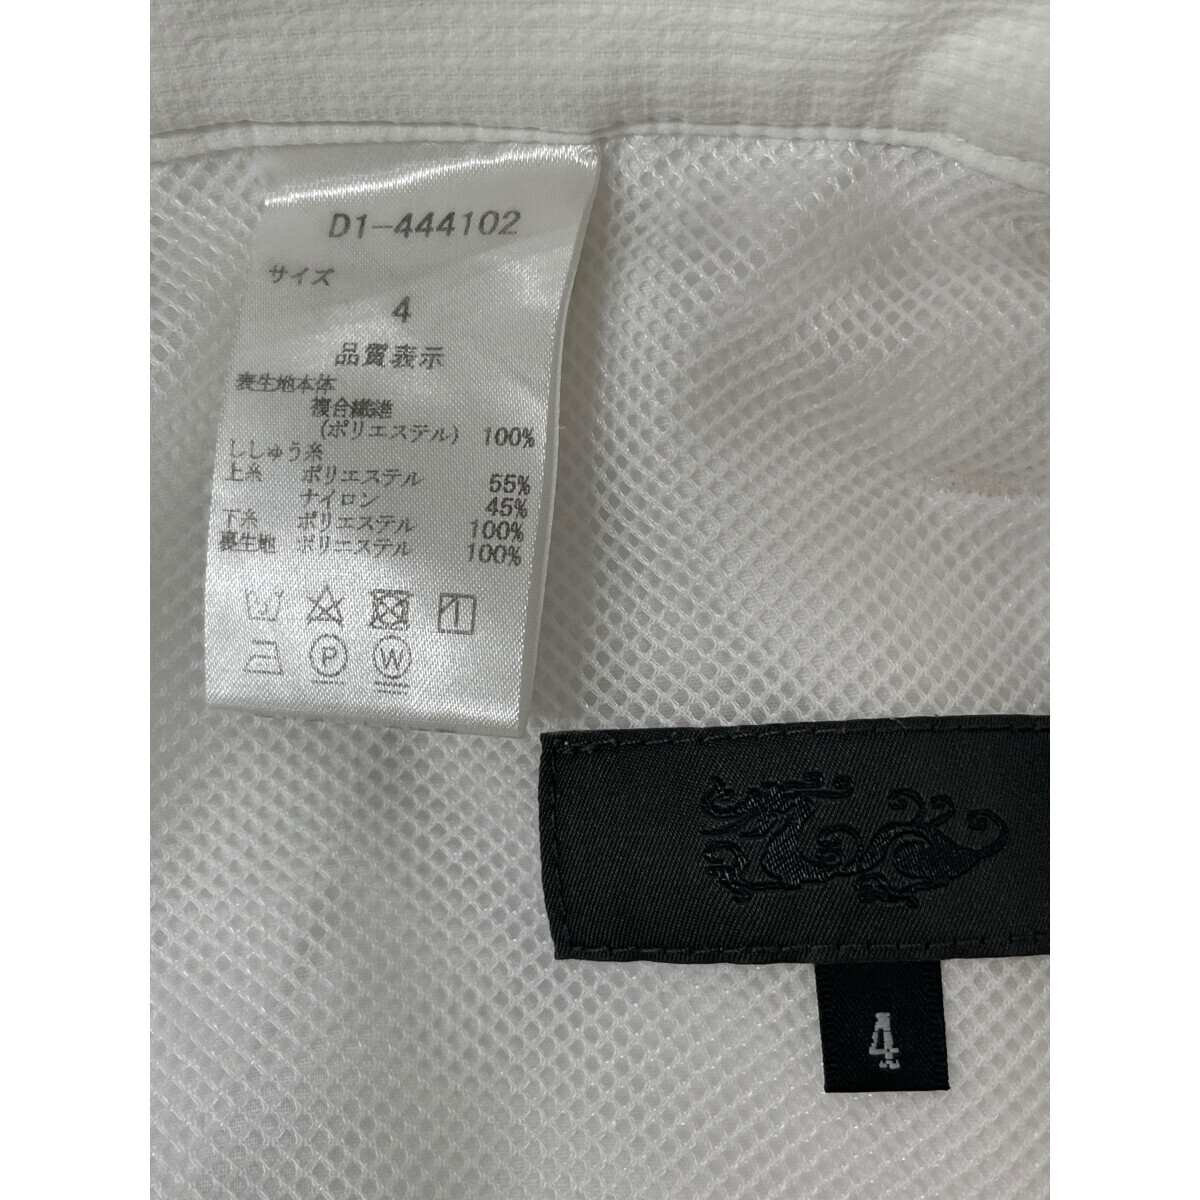 D1-444102
サイズ
4
品質表示
表生地本体
複合繊維
(ポリエステル) 100%
ししゅう糸
上糸 ポリエステル 55%
ナイロン 45%
下糸 ポリエステル 100%
裏生地 ポリエステル 100%
P W
4